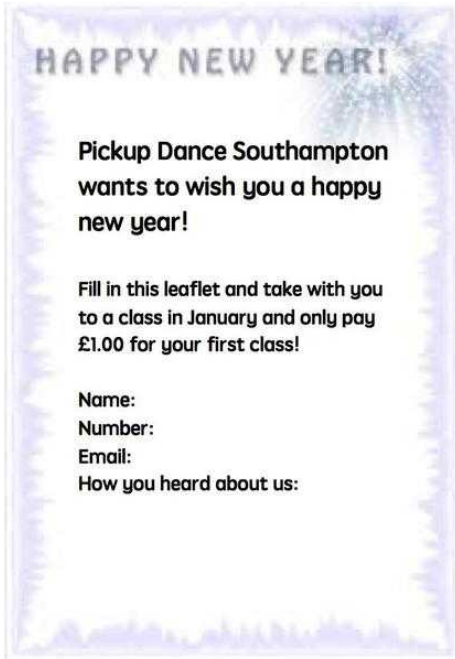 HAPPY NEW YEAR!
Pickup Dance Southampton
wants to wish you a happy
new year!
Fill in this leaflet and take with you
to a class in January and only pay
£1.00 for your first class!
Name:
Number:
Email:
How you heard about us: